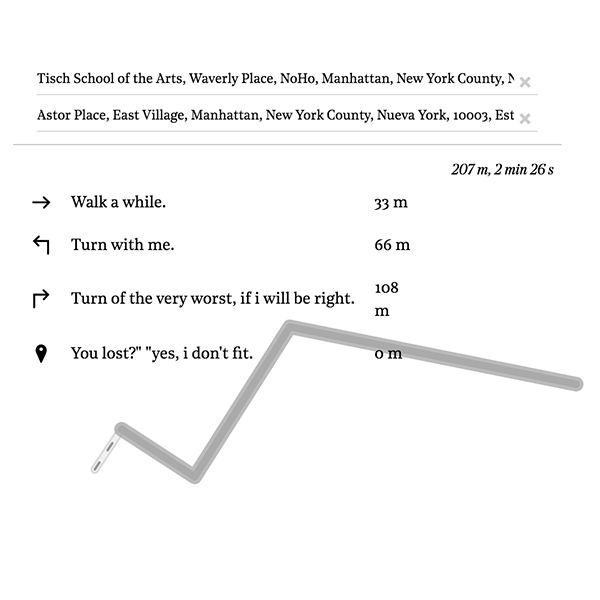 Tisch School of the Arts, Waverly Place, NoHo, Manhattan, New York County,
Astor Place, East Village, Manhattan, New York County, Nueva York, 10003, Est
207 m, 2 min 26 s
Walk a while. 33 m
Turn with me. 66 m
Turn of the very worst, if i will be right. 108 m
You lost?" "yes, i don't fit. 0 m